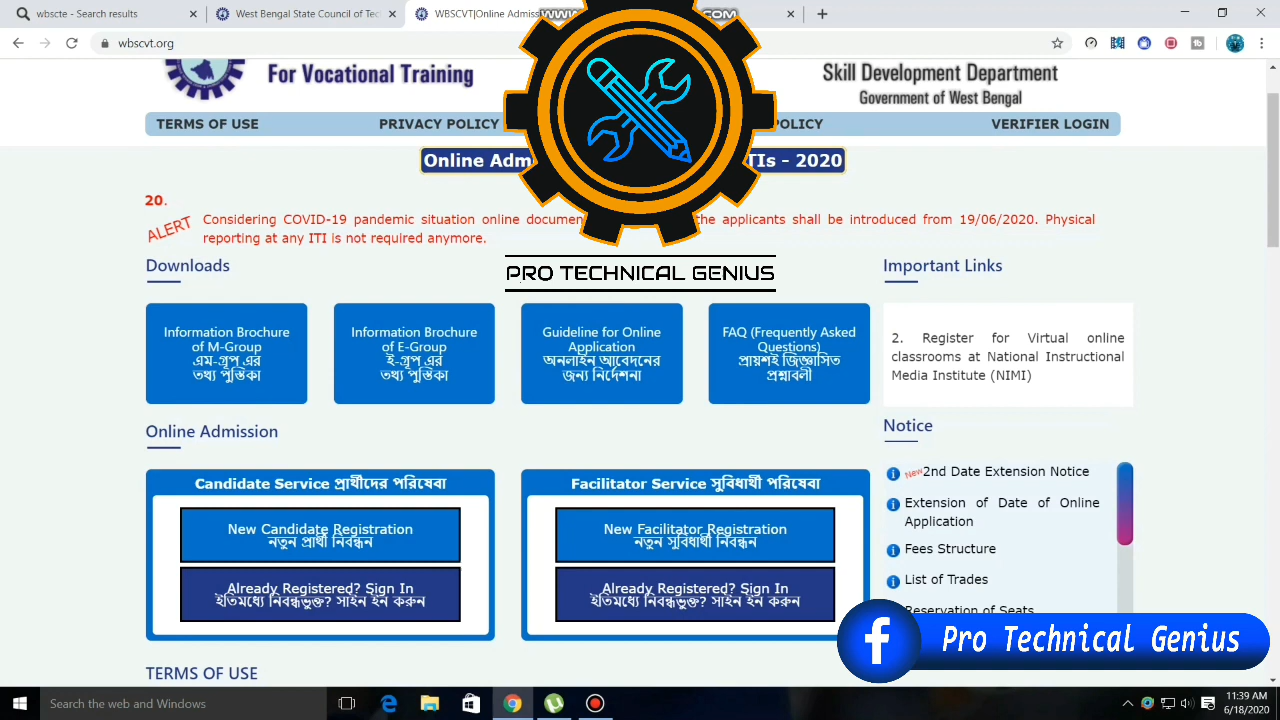 wbscte - Search results
West Bengal State Council of Tec
WBSCVT|Online Admiss
WWW.
COM
wbscvt.org
For Vocational Training
Skill Development Department
Government of West Bengal
TERMS OF USE
PRIVACY POLICY
POLICY
VERIFIER LOGIN
Online Adm
ITIs - 2020
20.
ALERT
Considering COVID-19 pandemic situation online documen the applicants shall be introduced from 19/06/2020. Physical
reporting at any ITI is not required anymore.
PRO TECHNICAL GENIUS
Downloads
Information Brochure
of M-Group
এম-গ্রুপ এর
তথ্য পুস্তিকা
Information Brochure
of E-Group
ই-গ্রুপ এর
তথ্য পুস্তিকা
Guideline for Online
Application
অনলাইন আবেদনের
জন্য নির্দেশনা
FAQ (Frequently Asked
Questions)
প্রায়শই জিজ্ঞাসিত
প্রশ্নাবলী
Important Links
2. Register for Virtual online
classrooms at National Instructional
Media Institute (NIMI)
Online Admission
Candidate Service প্রার্থীদের পরিষেবা
New Candidate Registration
নতুন প্রার্থী নিবন্ধন
Already Registered? Sign In
ইতিমধ্যে নিবন্ধভুক্ত? সাইন ইন করুন
Facilitator Service সুবিধার্থী পরিষেবা
New Facilitator Registration
নতুন সুবিধার্থী নিবন্ধন
Already Registered? Sign In
ইতিমধ্যে নিবন্ধভুক্ত? সাইন ইন করুন
Notice
New 2nd Date Extension Notice
Extension of Date of Online
Application
Fees Structure
List of Trades
Reservation of Seats
TERMS OF USE
f Pro Technical Genius
Search the web and Windows
11:39 AM
6/18/2020